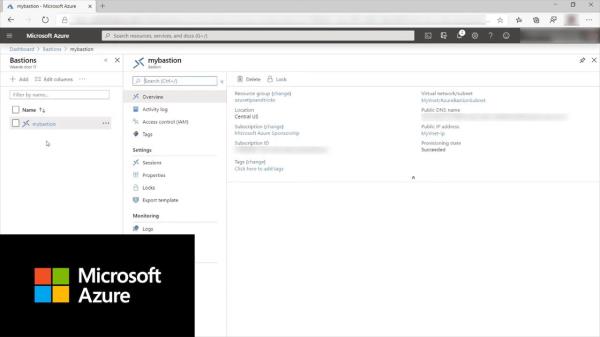 mybastion - Microsoft Azure
Microsoft Azure
Search resources, services, and docs (G+/)
Dashboard > Bastions > mybastion
Bastions
Add
Edit columns
Filter by name...
Name
mybastion
mybastion
Bastion
Search (Ctrl+/)
Overview
Activity log
Access control (IAM)
Tags
Settings
Sessions
Properties
Locks
Export template
Monitoring
Logs
Delete
Lock
Resource group (change)
azuretipsandtricks
Location
Central US
Subscription (change)
Microsoft Azure Sponsorship
Subscription ID
Tags (change)
Click here to add tags
Virtual network/subnet
MyVnet/AzureBastionSubnet
Public DNS name
Public IP address
MyVnet-ip
Provisioning state
Succeeded
Microsoft
Azure